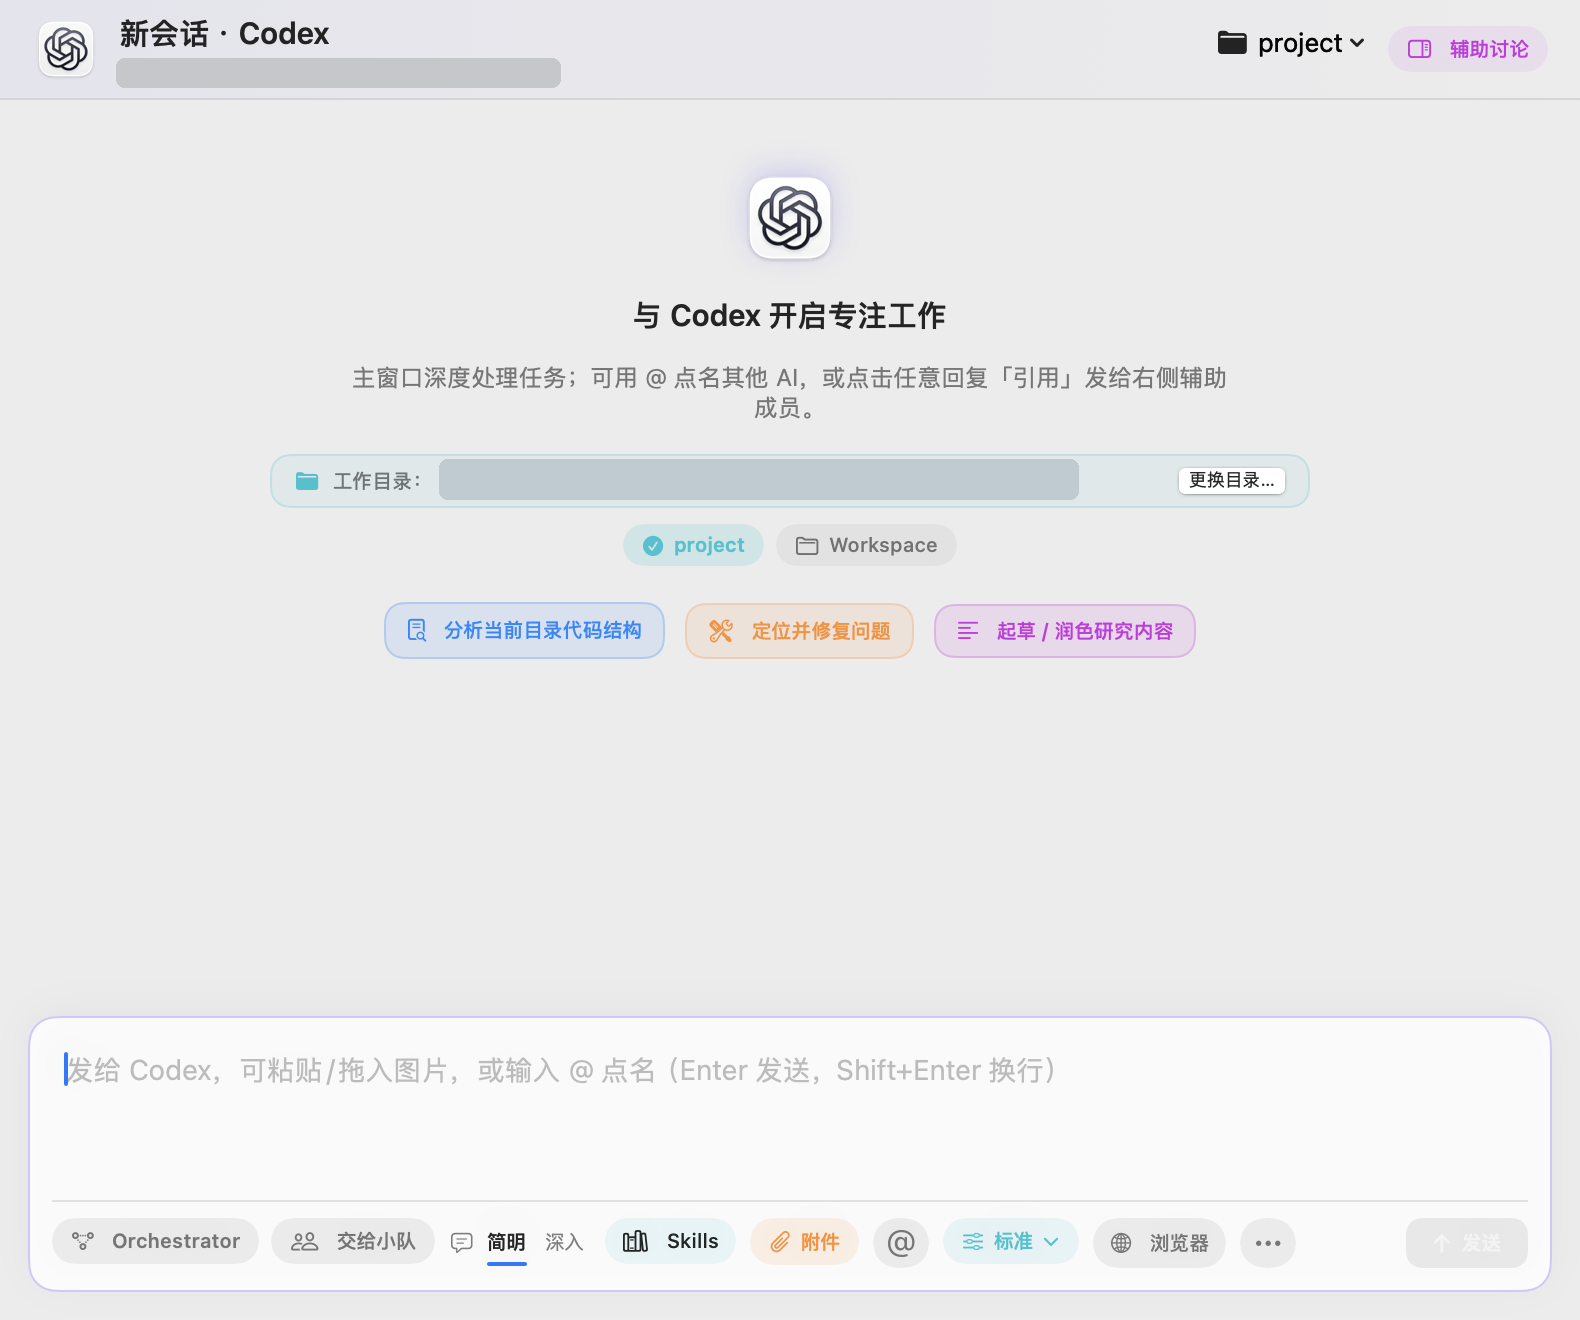 新会话 · Codex
project
辅助讨论
与 Codex 开启专注工作
主窗口深度处理任务；可用 @ 点名其他 AI，或点击任意回复「引用」发给右侧辅助
成员。
工作目录：
更换目录...
project
Workspace
分析当前目录代码结构
定位并修复问题
起草 / 润色研究内容
发给 Codex，可粘贴/拖入图片，或输入 @ 点名（Enter 发送，Shift+Enter 换行）
Orchestrator
交给小队
简明
深入
Skills
附件
@
标准
浏览器
发送